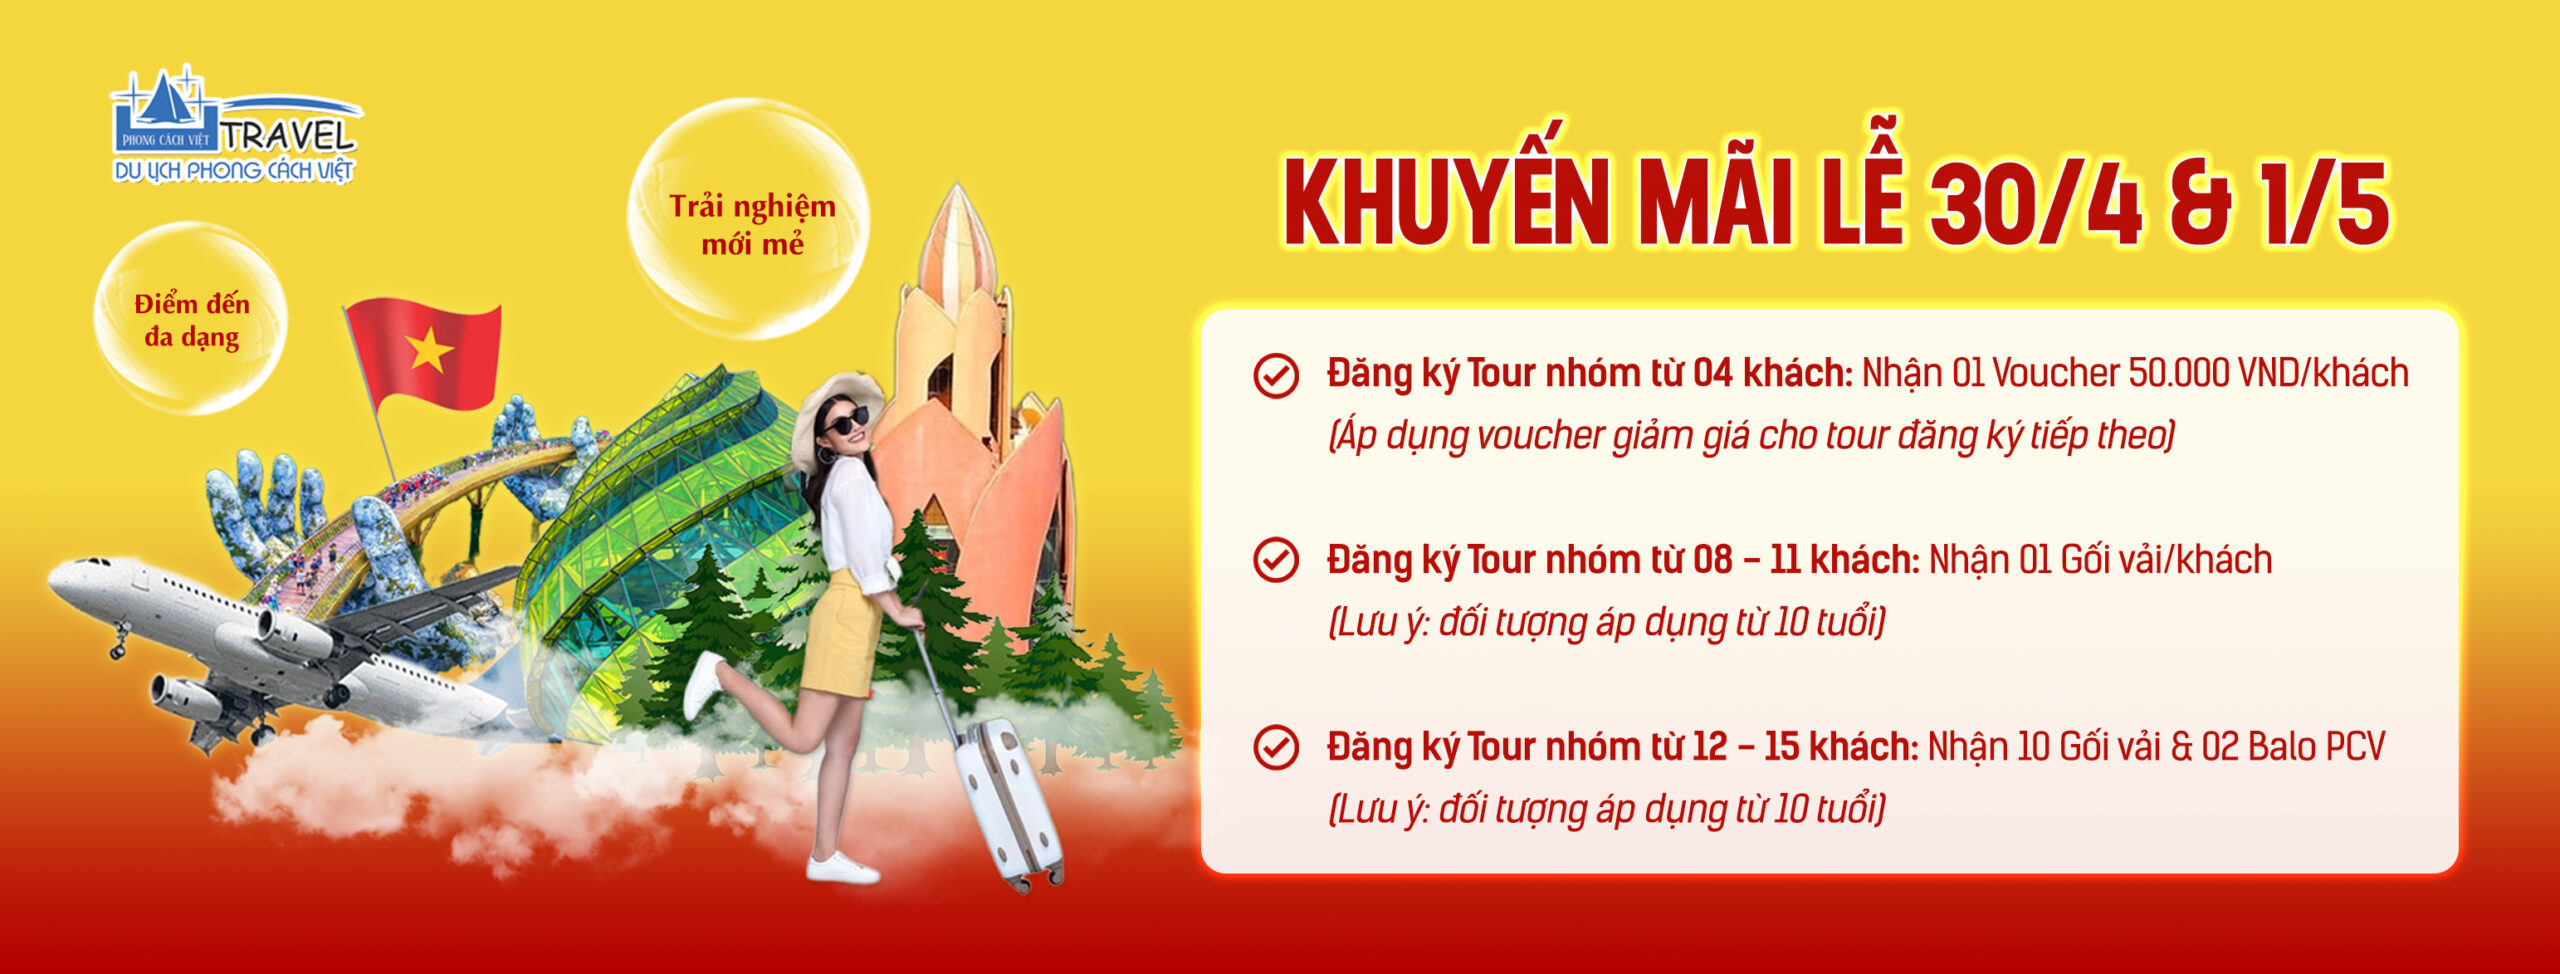 PHONG CÁCH VIỆT
TRAVEL
DU LỊCH PHONG CÁCH VIỆT
Điểm đến
đa dạng
Trải nghiệm
mới mẻ
KHUYẾN MÃI LỄ 30/4 & 1/5
Đăng ký Tour nhóm từ 04 khách: Nhận 01 Voucher 50.000 VND/khách
(Áp dụng voucher giảm giá cho tour đăng ký tiếp theo)
Đăng ký Tour nhóm từ 08 - 11 khách: Nhận 01 Gối vải/khách
(Lưu ý: đối tượng áp dụng từ 10 tuổi)
Đăng ký Tour nhóm từ 12 - 15 khách: Nhận 10 Gối vải & 02 Balo PCV
(Lưu ý: đối tượng áp dụng từ 10 tuổi)